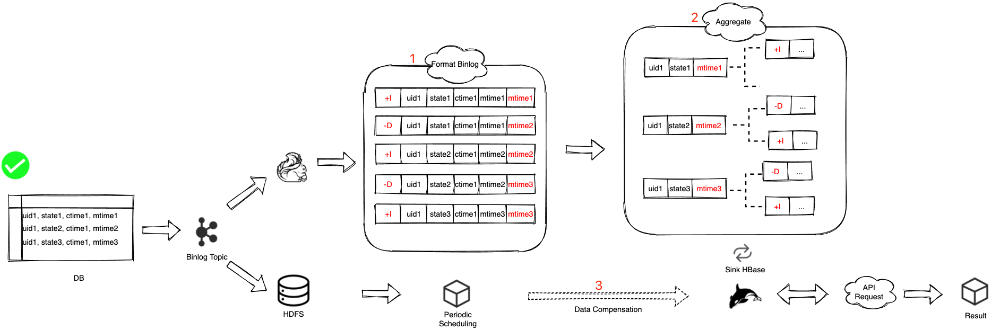 2
Aggregate
+I ...
uid1 state1 mtime1
-D ...
uid1 state2 mtime2
+I ...
-D ...
uid1 state3 mtime3
+I ...
1
Format Binlog
+I uid1 state1 ctime1 mtime1 mtime1
-D uid1 state1 ctime1 mtime1 mtime2
+I uid1 state2 ctime1 mtime2 mtime2
-D uid1 state2 ctime1 mtime2 mtime3
+I uid1 state3 ctime1 mtime3 mtime3
uid1, state1, ctime1, mtime1
uid1, state2, ctime1, mtime2
uid1, state3, ctime1, mtime3
DB
Binlog Topic
HDFS
Periodic
Scheduling
3
Data Compensation
Sink HBase
API
Request
Result